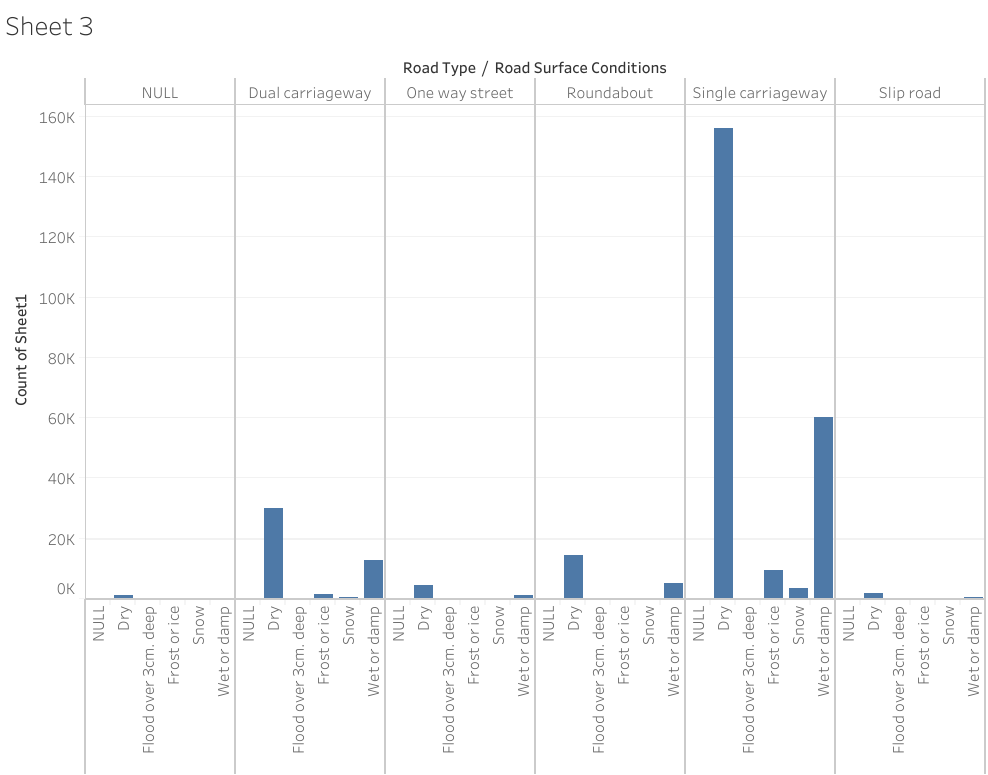 Sheet 3
Road Type / Road Surface Conditions
NULL Dual carriageway One way street Roundabout Single carriageway Slip road
Count of Sheet1
160K
140K
120K
100K
80K
60K
40K
20K
0K
NULL Dry Flood over 3cm. deep Frost or ice Snow Wet or damp NULL Dry Flood over 3cm. deep Frost or ice Snow Wet or damp NULL Dry Flood over 3cm. deep Frost or ice Snow Wet or damp NULL Dry Flood over 3cm. deep Frost or ice Snow Wet or damp NULL Dry Flood over 3cm. deep Frost or ice Snow Wet or damp NULL Dry Flood over 3cm. deep Frost or ice Snow Wet or damp